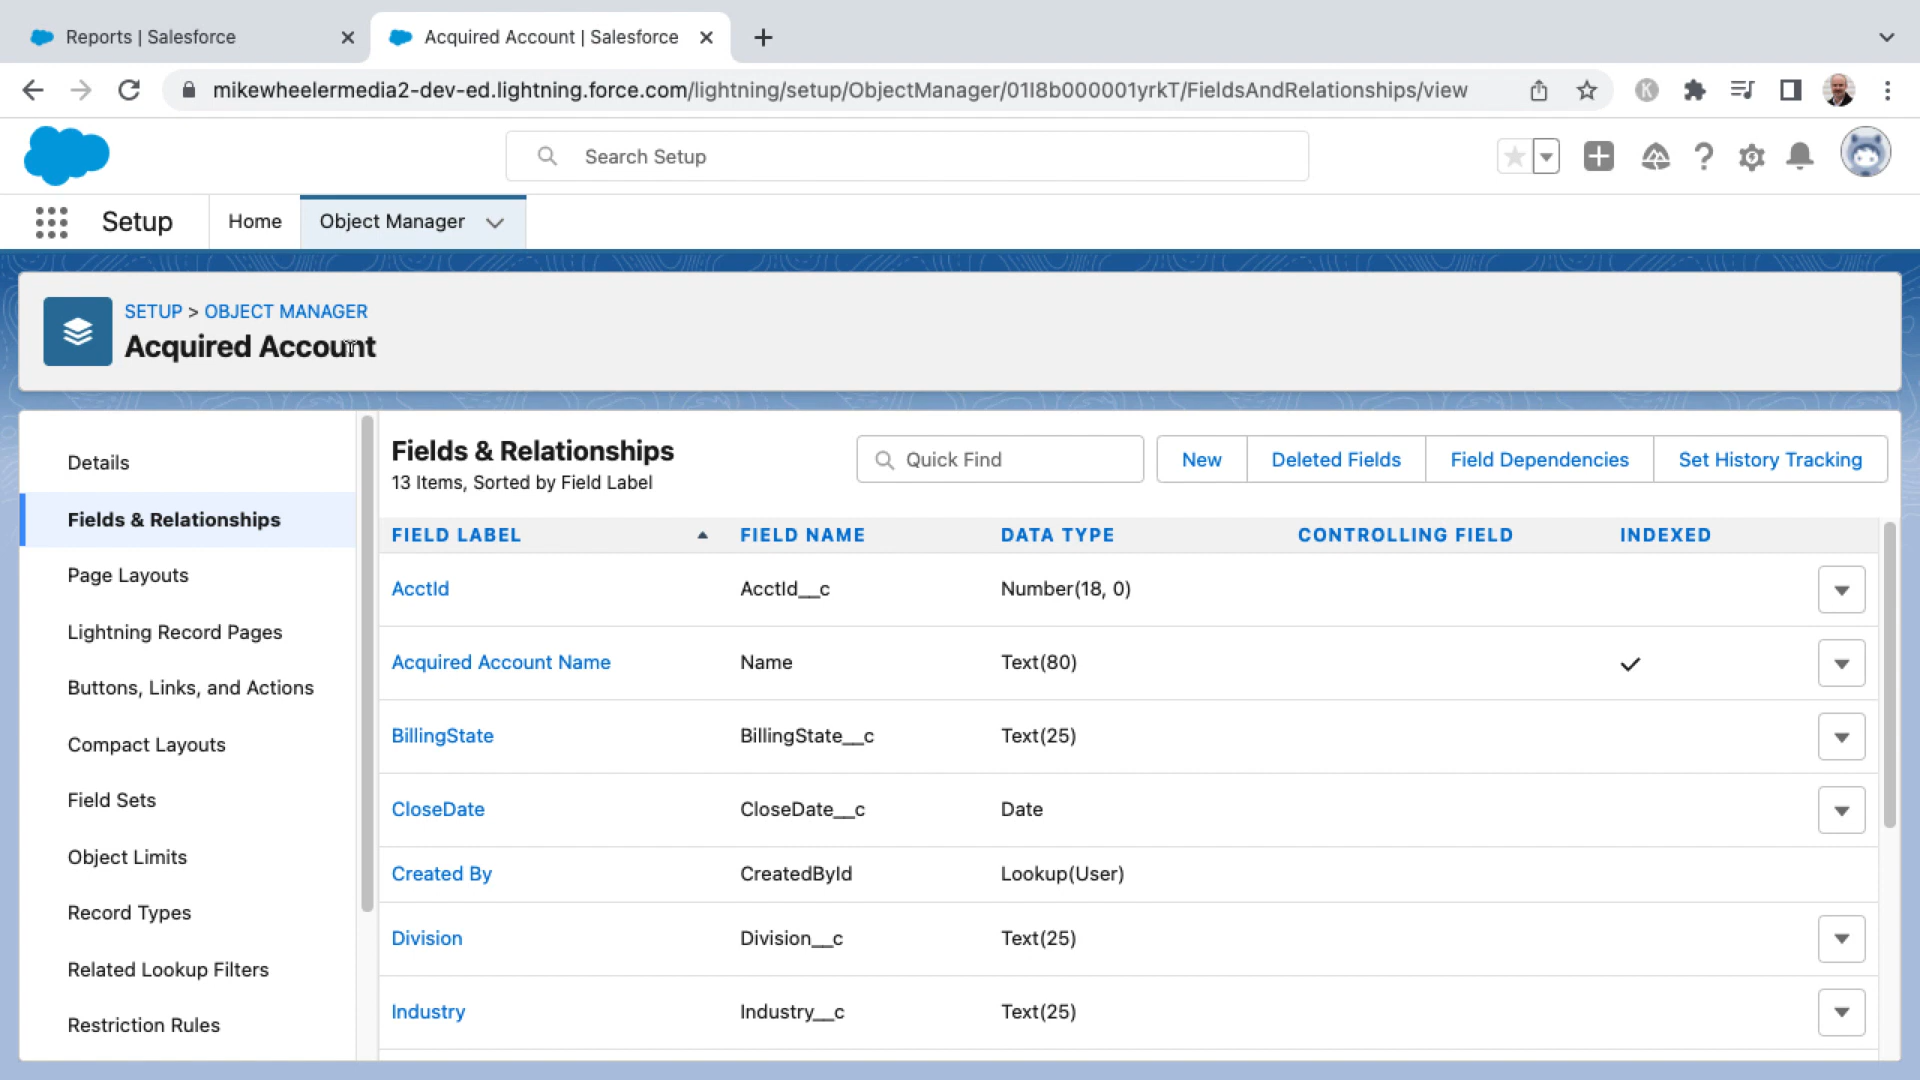 Reports | Salesforce
Acquired Account | Salesforce
mikewheelermedia2-dev-ed.lightning.force.com/lightning/setup/ObjectManager/01I8b000001yrkT/FieldsAndRelationships/view
K
Search Setup
Setup
Home
Object Manager
SETUP > OBJECT MANAGER
Acquired Account
Details
Fields & Relationships
Page Layouts
Lightning Record Pages
Buttons, Links, and Actions
Compact Layouts
Field Sets
Object Limits
Record Types
Related Lookup Filters
Restriction Rules
Fields & Relationships
13 Items, Sorted by Field Label
Quick Find
New
Deleted Fields
Field Dependencies
Set History Tracking
FIELD LABEL FIELD NAME DATA TYPE CONTROLLING FIELD INDEXED
AcctId AcctId__c Number(18, 0)
Acquired Account Name Name Text(80)
BillingState BillingState__c Text(25)
CloseDate CloseDate__c Date
Created By CreatedById Lookup(User)
Division Division__c Text(25)
Industry Industry__c Text(25)